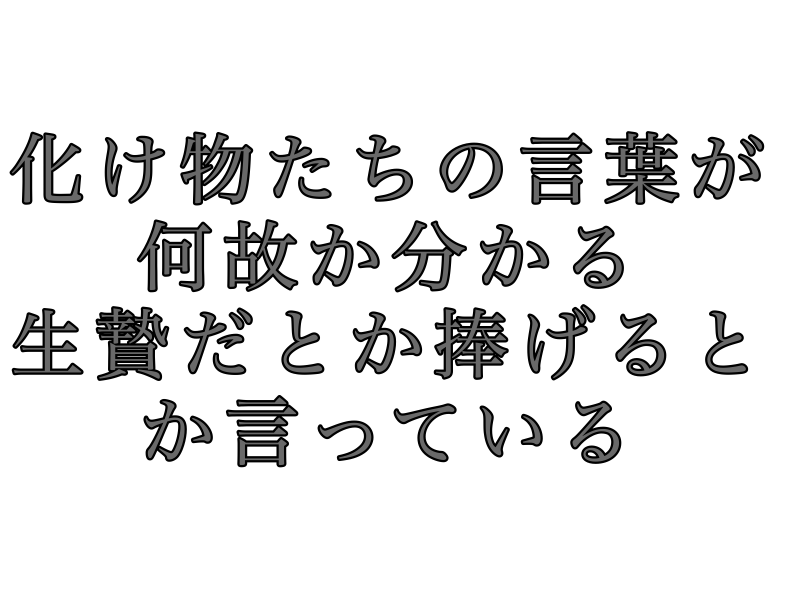 化け物たちの言葉が
何故か分かる
生贄だとか捧げると
か言っている